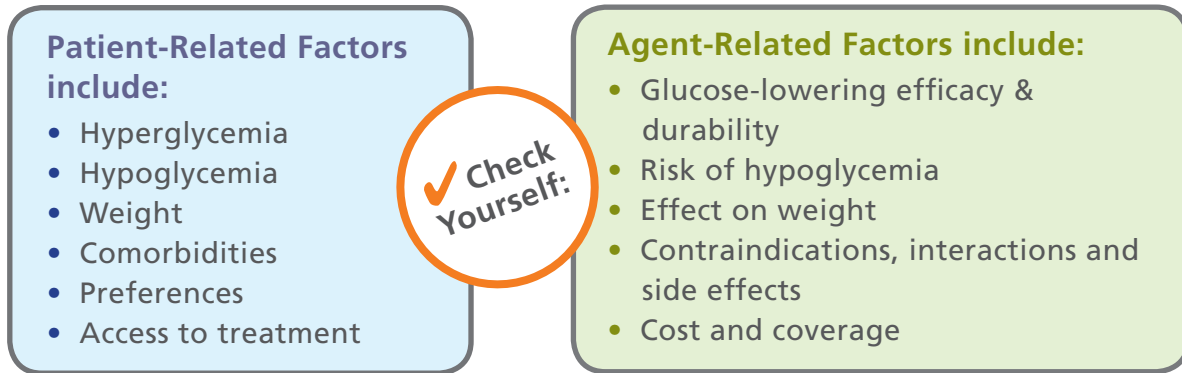 Patient-Related Factors
include:
• Hyperglycemia
• Hypoglycemia
• Weight
• Comorbidities
• Preferences
• Access to treatment
✓ Check
Yourself:
Agent-Related Factors include:
• Glucose-lowering efficacy &
durability
• Risk of hypoglycemia
• Effect on weight
• Contraindications, interactions and
side effects
• Cost and coverage